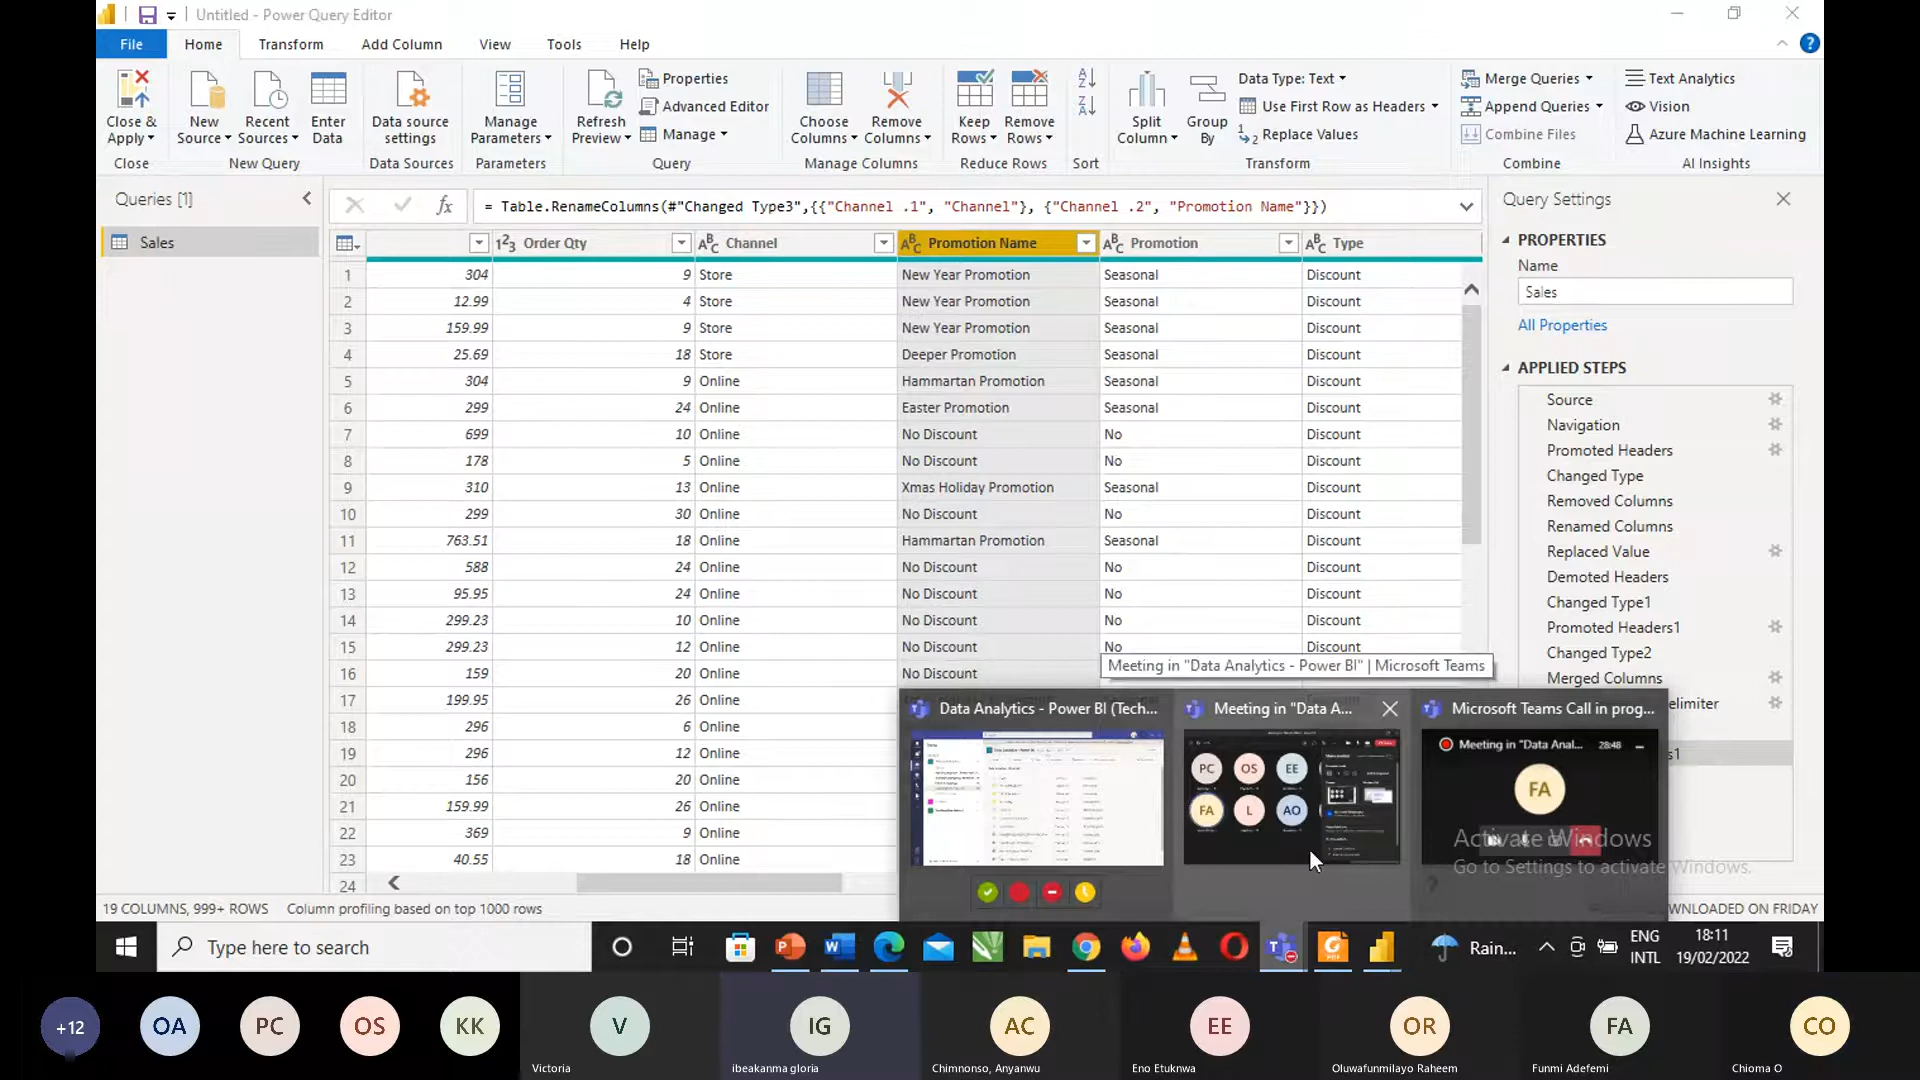 Untitled - Power Query Editor
File Home Transform Add Column View Tools Help
Close & Apply
New Source
Recent Sources
Enter Data
Data source settings
Manage Parameters
Refresh Preview
Properties
Advanced Editor
Manage
Choose Columns
Remove Columns
Keep Rows
Remove Rows
Split Column
Group By
Data Type: Text
Use First Row as Headers
Replace Values
Merge Queries
Append Queries
Combine Files
Text Analytics
Vision
Azure Machine Learning
Close New Query Data Sources Parameters Query Manage Columns Reduce Rows Sort Transform Combine AI Insights
Queries [1]
Sales
= Table.RenameColumns(#"Changed Type3",{{"Channel .1", "Channel"}, {"Channel .2", "Promotion Name"}})
Order Qty Channel Promotion Name Promotion Type
1 304 9 Store New Year Promotion Seasonal Discount
2 12.99 4 Store New Year Promotion Seasonal Discount
3 159.99 9 Store New Year Promotion Seasonal Discount
4 25.69 18 Store Deeper Promotion Seasonal Discount
5 304 9 Online Hammartan Promotion Seasonal Discount
6 299 24 Online Easter Promotion Seasonal Discount
7 699 10 Online No Discount No Discount
8 178 5 Online No Discount No Discount
9 310 13 Online Xmas Holiday Promotion Seasonal Discount
10 299 30 Online No Discount No Discount
11 763.51 18 Online Hammartan Promotion Seasonal Discount
12 588 24 Online No Discount No Discount
13 95.95 24 Online No Discount No Discount
14 299.23 10 Online No Discount No Discount
15 299.23 12 Online No Discount No Discount
16 159 20 Online No Discount
17 199.95 26 Online
18 296 6 Online
19 296 12 Online
20 156 20 Online
21 159.99 26 Online
22 369 9 Online
23 40.55 18 Online
24
Query Settings
PROPERTIES
Name
Sales
All Properties
APPLIED STEPS
Source
Navigation
Promoted Headers
Changed Type
Removed Columns
Renamed Columns
Replaced Value
Demoted Headers
Changed Type1
Promoted Headers1
Changed Type2
Merged Columns
elimiter
s1
Meeting in "Data Analytics - Power BI" | Microsoft Teams
Data Analytics - Power BI (Tech...
Meeting in "Data A...
Microsoft Teams Call in prog...
PC OS EE
FA L AO
Meeting in "Data Anal... 28:48
FA
Activate Windows
Go to Settings to activate Windows.
19 COLUMNS, 999+ ROWS Column profiling based on top 1000 rows
WNLOADED ON FRIDAY
Type here to search
Rain...
ENG
INTL
18:11
19/02/2022
+12 OA PC OS KK V IG AC EE OR FA CO
Victoria ibeakanma gloria Chimnonso, Anyanwu Eno Etuknwa Oluwafunmilayo Raheem Funmi Adefemi Chioma O